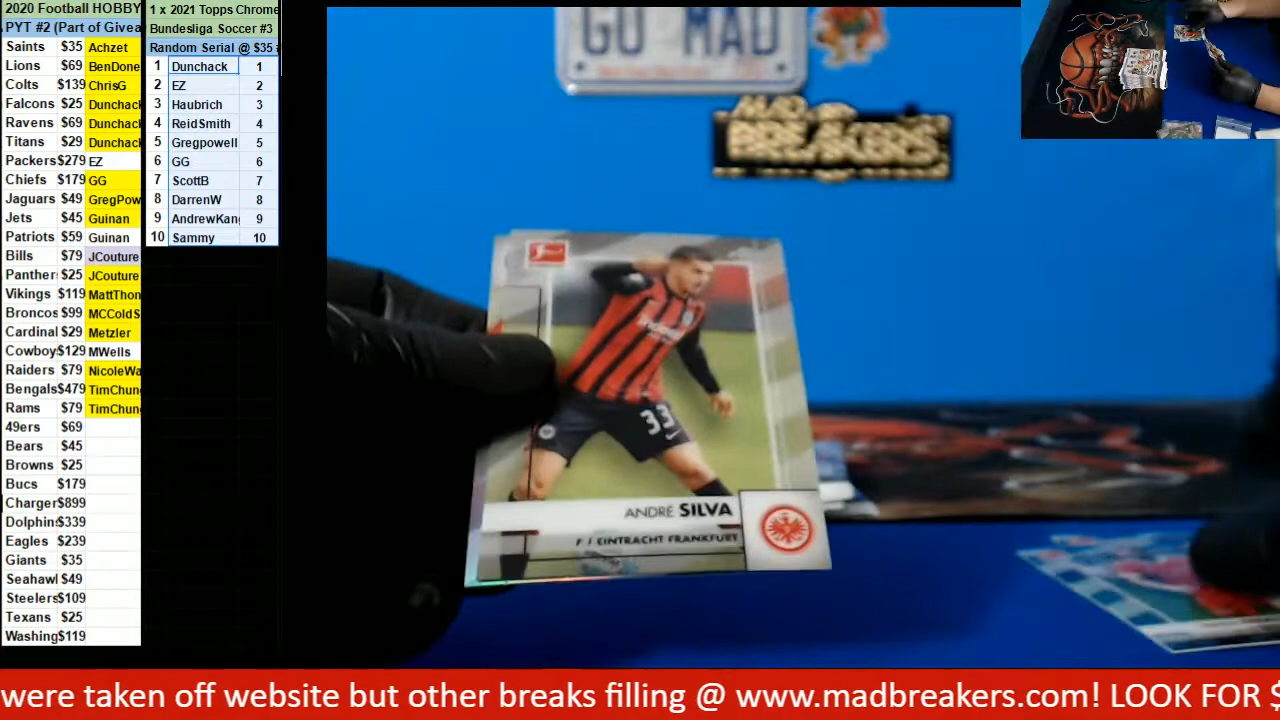 2020 Football HOBBY
PYT #2 (Part of Givea
Saints $35 Achzet
Lions $69 BenDone
Colts $139 ChrisG
Falcons $25 Dunchack
Ravens $69 Dunchack
Titans $29 Dunchack
Packers $279 EZ
Chiefs $179 GG
Jaguars $49 GregPow
Jets $45 Guinan
Patriots $59 Guinan
Bills $79 JCouture
Panther $25 JCouture
Vikings $119 MattThon
Broncos $99 MCColdS
Cardinal $29 Metzler
Cowboy $129 MWells
Raiders $79 NicoleWa
Bengals $479 TimChun
Rams $79 TimChun
49ers $69
Bears $45
Browns $25
Bucs $179
Charger $899
Dolphin $339
Eagles $239
Giants $35
Seahawl $49
Steelers $109
Texans $25
Washing $119
1 x 2021 Topps Chrome
Bundesliga Soccer #3
Random Serial @ $35
1 Dunchack 1
2 EZ 2
3 Haubrich 3
4 ReidSmith 4
5 Gregpowell 5
6 GG 6
7 ScottB 7
8 DarrenW 8
9 AndrewKan 9
10 Sammy 10
GO MAD
MAD
BREAKERS
33
ANDRÉ SILVA
F / EINTRACHT FRANKFURT
were taken off website but other breaks filling @ www.madbreakers.com! LOOK FOR $